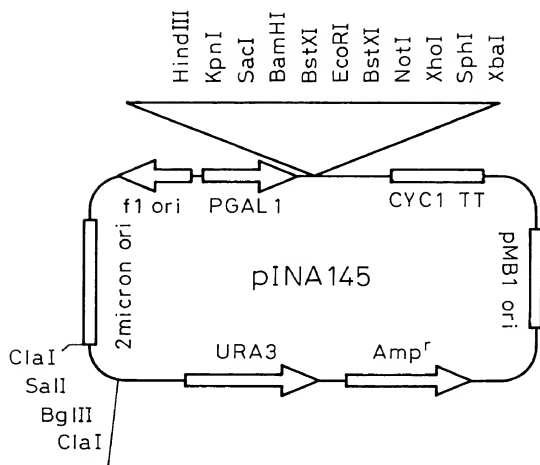 HindIII
KpnI
SacI
BamHI
BstXI
EcoRI
BstXI
NotI
XhoI
SphI
XbaI
f1 ori
PGAL1
CYC1 TT
2micron ori
pINA145
pMB1 ori
ClaI
SalI
BglII
ClaI
URA3
Ampʳ